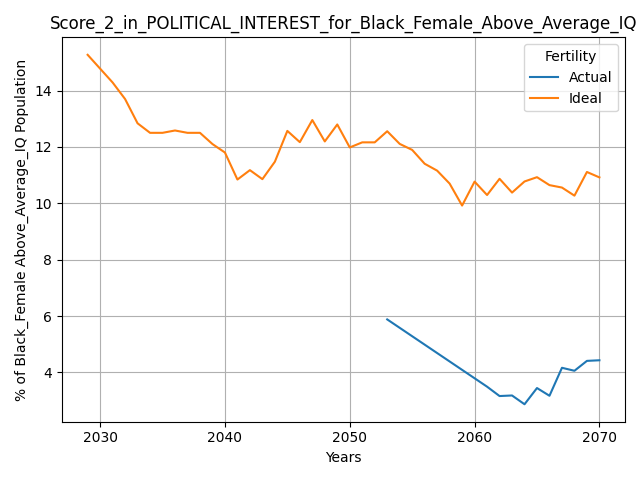 Score_2_in_POLITICAL_INTEREST_for_Black_Female_Above_Average_IQ
Fertility
Actual
Ideal
% of Black_Female Above_Average_IQ Population
14
12
10
8
6
4
2030
2040
2050
2060
2070
Years